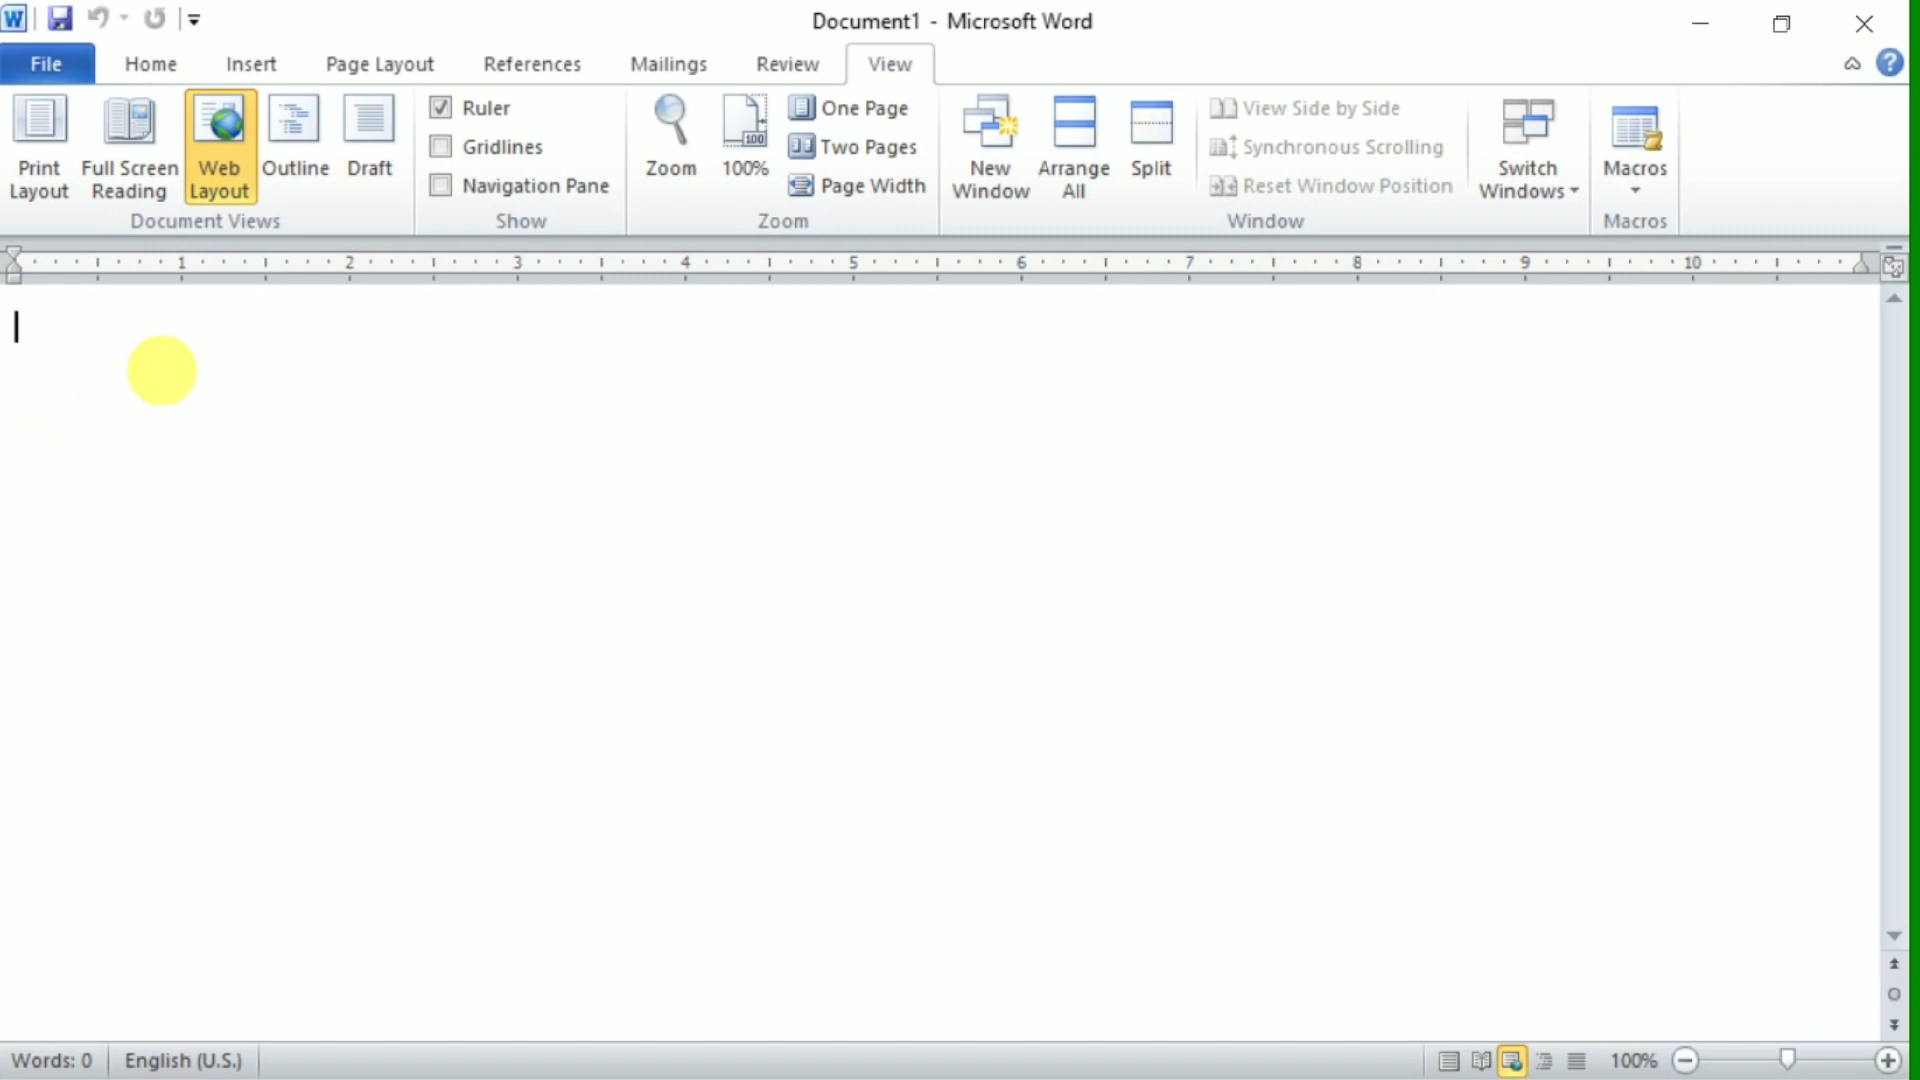 W
Document1 - Microsoft Word
File Home Insert Page Layout References Mailings Review View ?
Print Layout Full Screen Reading Web Layout Outline Draft
Document Views
Ruler
Gridlines
Navigation Pane
Show
Zoom 100% 100
One Page
Two Pages
Page Width
Zoom
New Window Arrange All Split
View Side by Side
Synchronous Scrolling
Reset Window Position
Switch Windows
Window
Macros
Macros
1 2 3 4 5 6 7 8 9 10
Words: 0 English (U.S.) 100%